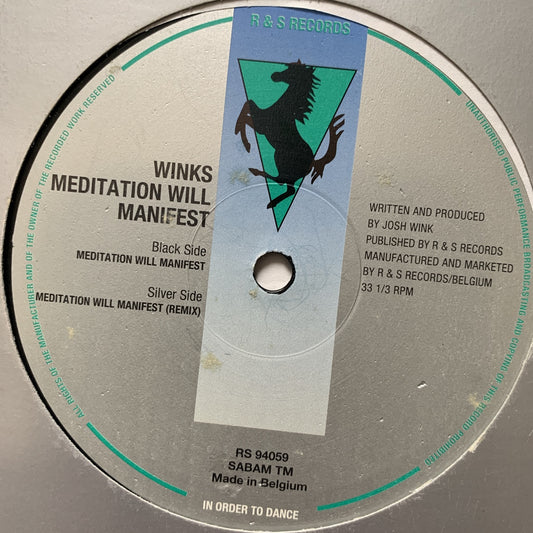 R & S RECORDS
WINKS
MEDITATION WILL
MANIFEST
Black Side
MEDITATION WILL MANIFEST
Silver Side
MEDITATION WILL MANIFEST (REMIX)
WRITTEN AND PRODUCED
BY JOSH WINK
PUBLISHED BY R & S RECORDS
MANUFACTURED AND MARKETED
BY R & S RECORDS/BELGIUM
33 1/3 RPM
RS 94059
SABAM TM
Made in Belgium
IN ORDER TO DANCE
ALL RIGHTS OF THE MANUFACTURER AND OF THE OWNER OF THE RECORDED WORK RESERVED
UNAUTHORISED PUBLIC PERFORMANCE BROADCASTING AND COPYING OF THIS RECORD PROHIBITED